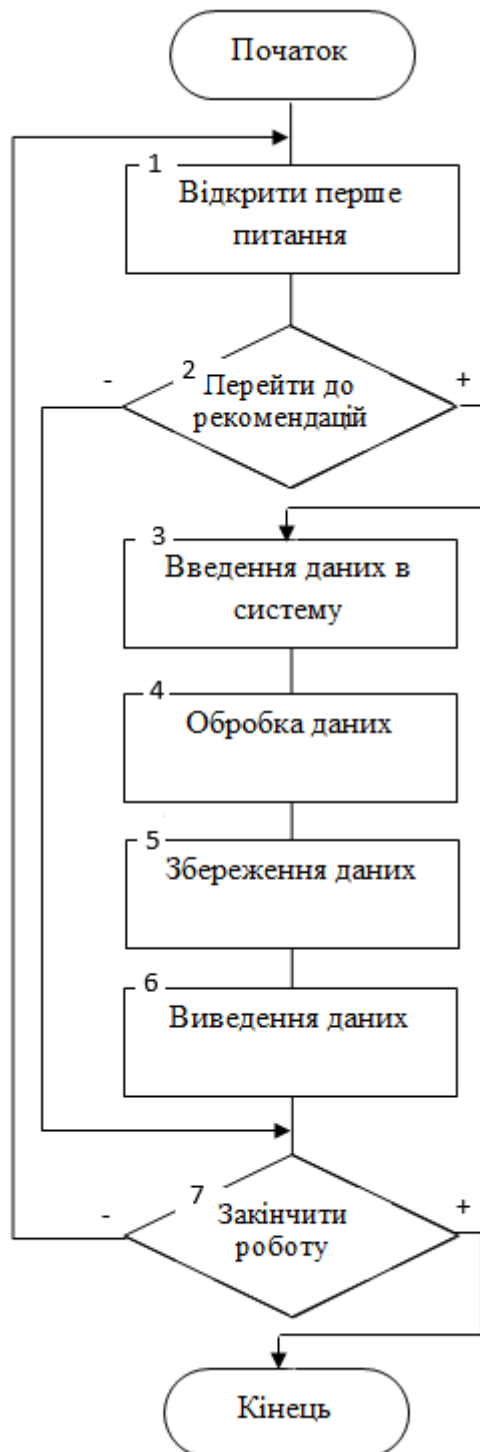 Початок
1
Відкрити перше
питання
2
-
+
Перейти до
рекомендацій
3
Введення даних в
систему
4
Обробка даних
5
Збереження даних
6
Виведення даних
7
-
+
Закінчити
роботу
Кінець